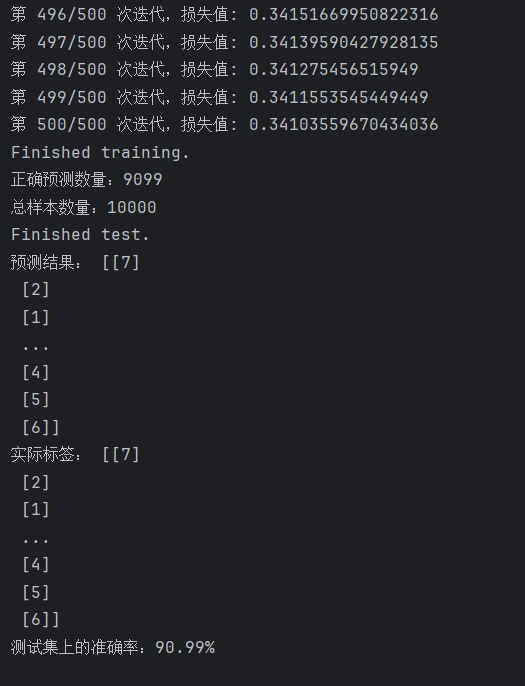 第 496/500 次迭代，损失值: 0.34151669950822316
第 497/500 次迭代，损失值: 0.34139590427928135
第 498/500 次迭代，损失值: 0.341275456515949
第 499/500 次迭代，损失值: 0.3411553545449449
第 500/500 次迭代，损失值: 0.34103559670434036
Finished training.
正确预测数量：9099
总样本数量：10000
Finished test.
预测结果： [[7]
[2]
[1]
...
[4]
[5]
[6]]
实际标签： [[7]
[2]
[1]
...
[4]
[5]
[6]]
测试集上的准确率：90.99%